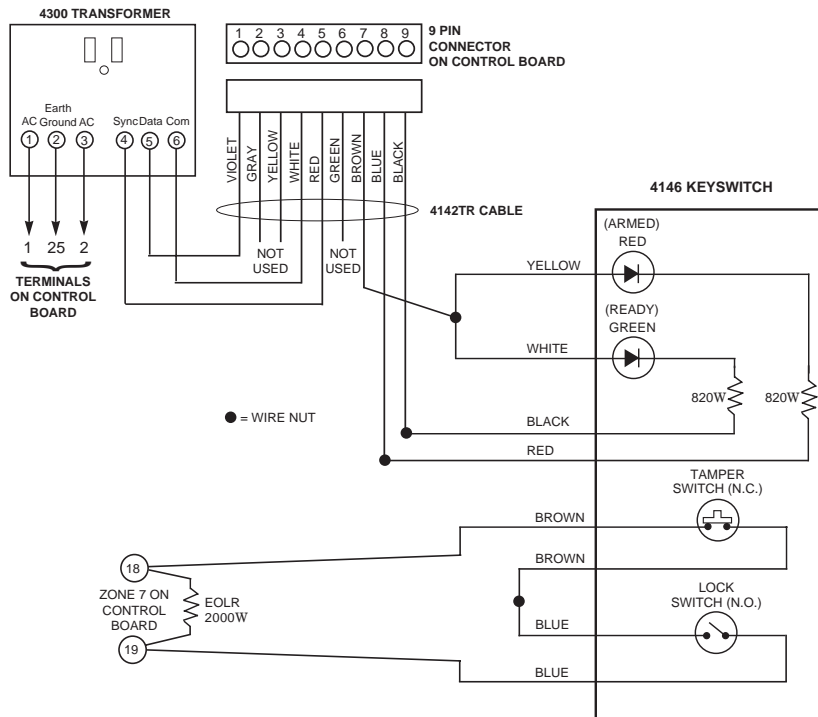 4300 TRANSFORMER
Earth
AC Ground AC
Sync Data Com
1 2 3 4 5 6
1 25 2
TERMINALS
ON CONTROL
BOARD
1 2 3 4 5 6 7 8 9
9 PIN
CONNECTOR
ON CONTROL BOARD
VIOLET
GRAY
YELLOW
WHITE
RED
GREEN
BROWN
BLUE
BLACK
4142TR CABLE
NOT
USED
NOT
USED
4146 KEYSWITCH
(ARMED)
RED
YELLOW
(READY)
GREEN
WHITE
820W
820W
= WIRE NUT
BLACK
RED
TAMPER
SWITCH (N.C.)
BROWN
BROWN
18
ZONE 7 ON
CONTROL
BOARD
19
EOLR
2000W
LOCK
SWITCH (N.O.)
BLUE
BLUE